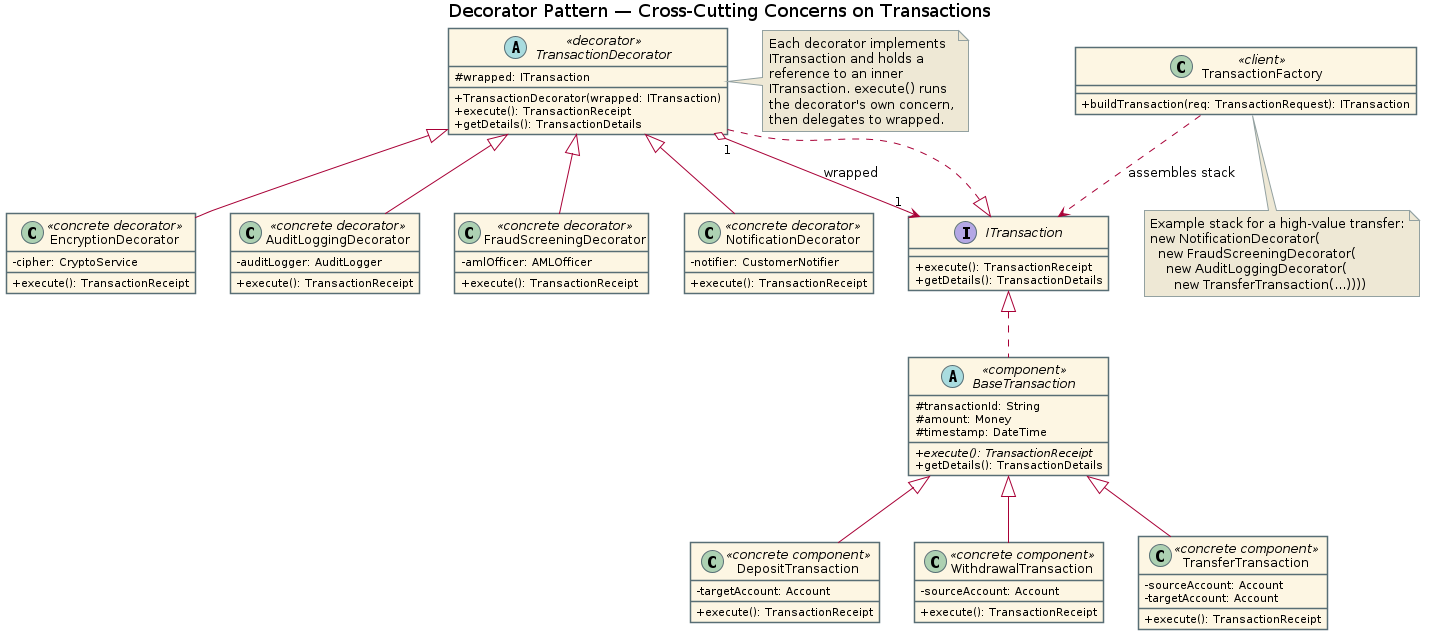 Decorator Pattern — Cross-Cutting Concerns on Transactions
A
«decorator»
TransactionDecorator
#wrapped: ITransaction
+TransactionDecorator(wrapped: ITransaction)
+execute(): TransactionReceipt
+getDetails(): TransactionDetails
Each decorator implements
ITransaction and holds a
reference to an inner
ITransaction. execute() runs
the decorator's own concern,
then delegates to wrapped.
C
«client»
TransactionFactory
+buildTransaction(req: TransactionRequest): ITransaction
1
wrapped
1
assembles stack
C
«concrete decorator»
EncryptionDecorator
-cipher: CryptoService
+execute(): TransactionReceipt
C
«concrete decorator»
AuditLoggingDecorator
-auditLogger: AuditLogger
+execute(): TransactionReceipt
C
«concrete decorator»
FraudScreeningDecorator
-amlOfficer: AMLOfficer
+execute(): TransactionReceipt
C
«concrete decorator»
NotificationDecorator
-notifier: CustomerNotifier
+execute(): TransactionReceipt
I
ITransaction
+execute(): TransactionReceipt
+getDetails(): TransactionDetails
Example stack for a high-value transfer:
new NotificationDecorator(
new FraudScreeningDecorator(
new AuditLoggingDecorator(
new TransferTransaction(...))))
A
«component»
BaseTransaction
#transactionId: String
#amount: Money
#timestamp: DateTime
+execute(): TransactionReceipt
+getDetails(): TransactionDetails
C
«concrete component»
DepositTransaction
-targetAccount: Account
+execute(): TransactionReceipt
C
«concrete component»
WithdrawalTransaction
-sourceAccount: Account
+execute(): TransactionReceipt
C
«concrete component»
TransferTransaction
-sourceAccount: Account
-targetAccount: Account
+execute(): TransactionReceipt